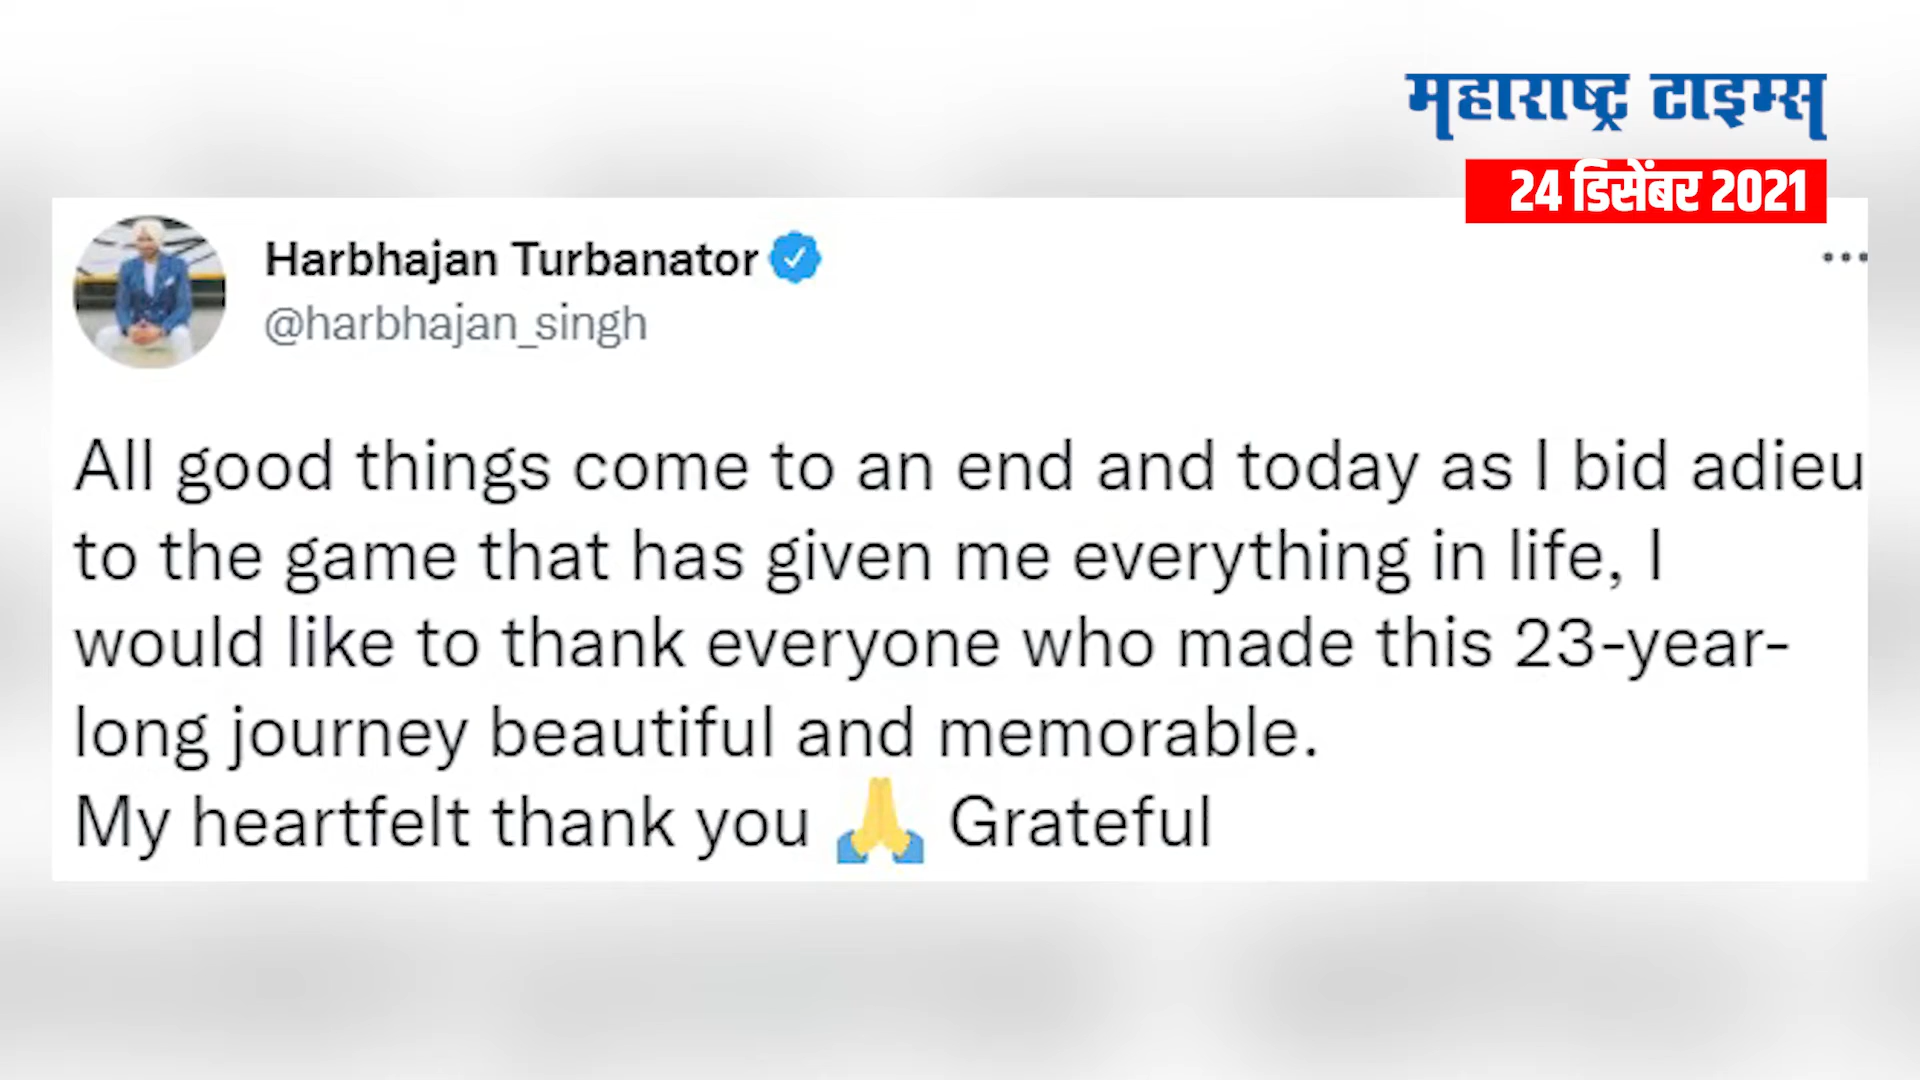 महाराष्ट्र टाइम्स
24 डिसेंबर 2021
Harbhajan Turbanator
@harbhajan_singh
All good things come to an end and today as I bid adieu
to the game that has given me everything in life, I
would like to thank everyone who made this 23-year-
long journey beautiful and memorable.
My heartfelt thank you 🙏 Grateful